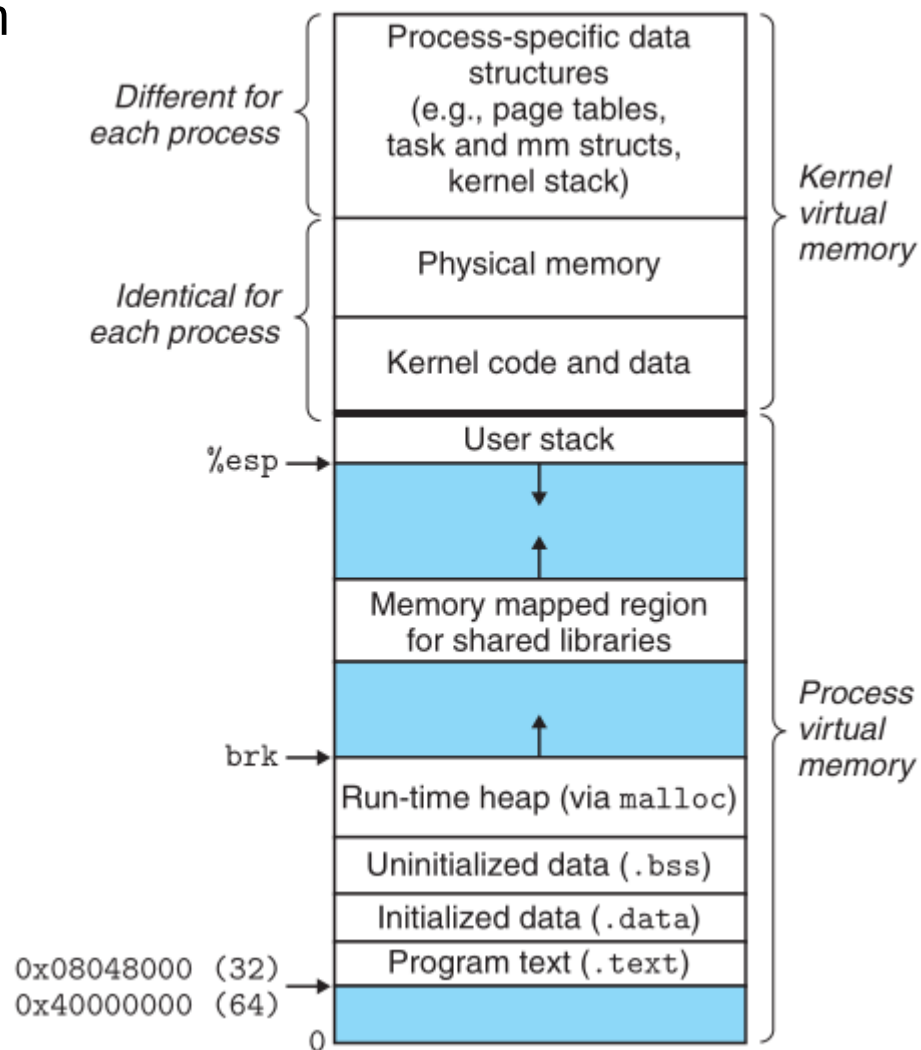 n
Process-specific data
structures
(e.g., page tables,
task and mm structs,
kernel stack)
Different for
each process
Kernel
virtual
memory
Physical memory
Identical for
each process
Kernel code and data
User stack
%esp
Memory mapped region
for shared libraries
Process
virtual
memory
brk
Run-time heap (via malloc)
Uninitialized data (.bss)
Initialized data (.data)
Program text (.text)
0x08048000 (32)
0x40000000 (64)
0